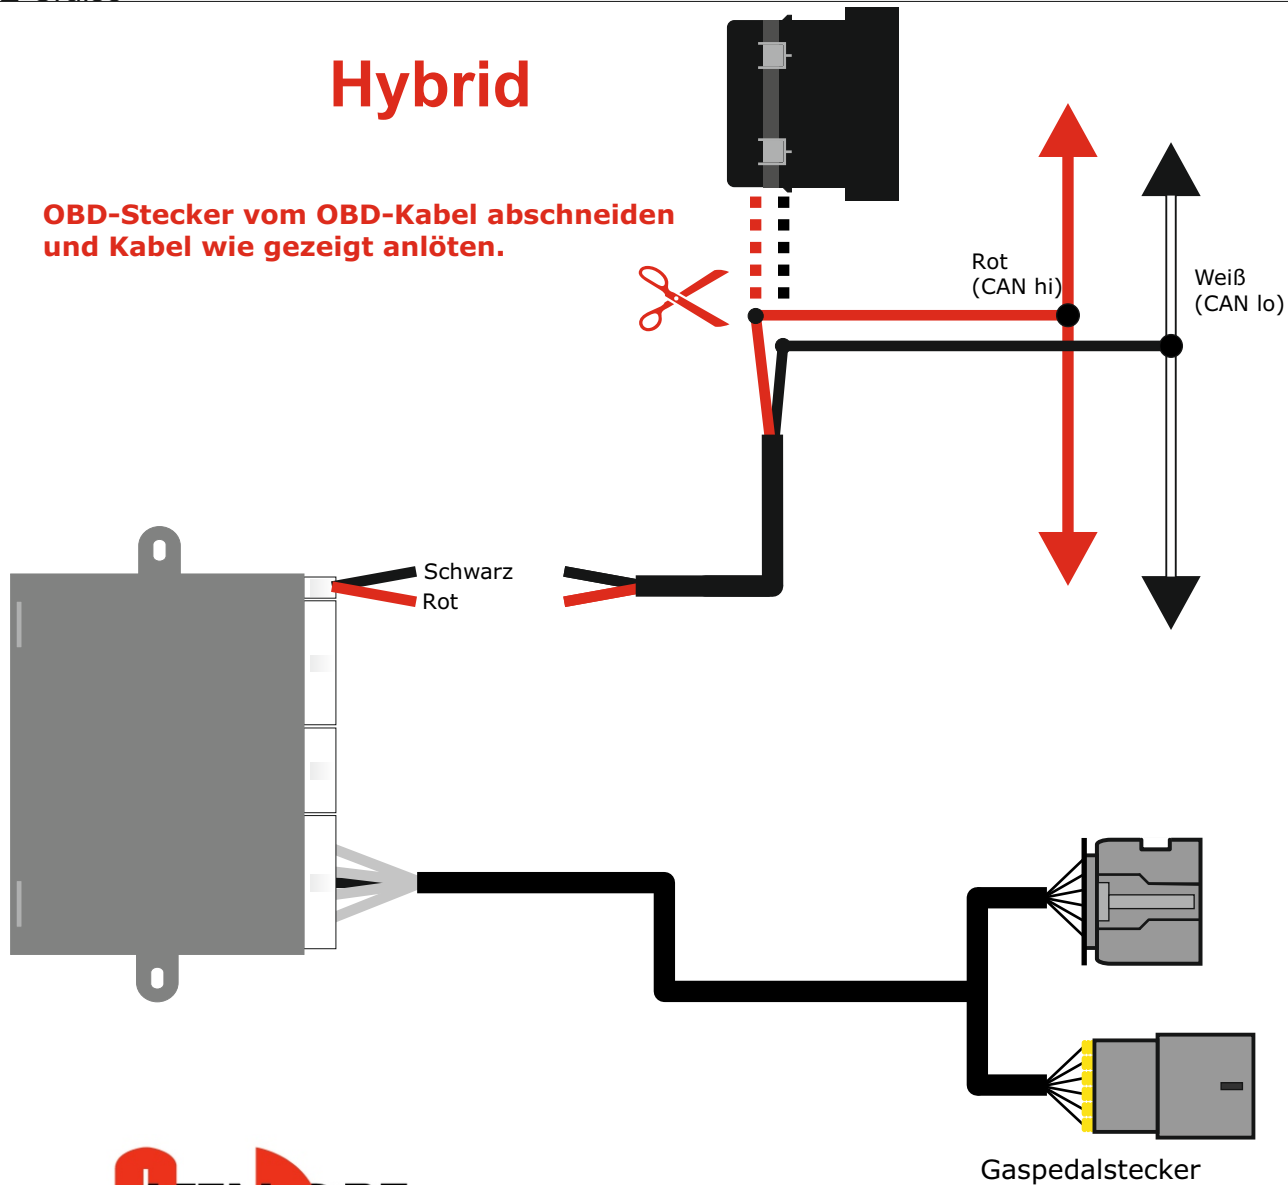 Hybrid
OBD-Stecker vom OBD-Kabel abschneiden
und Kabel wie gezeigt anlöten.
Rot
(CAN hi)
Weiß
(CAN lo)
Schwarz
Rot
Gaspedalstecker